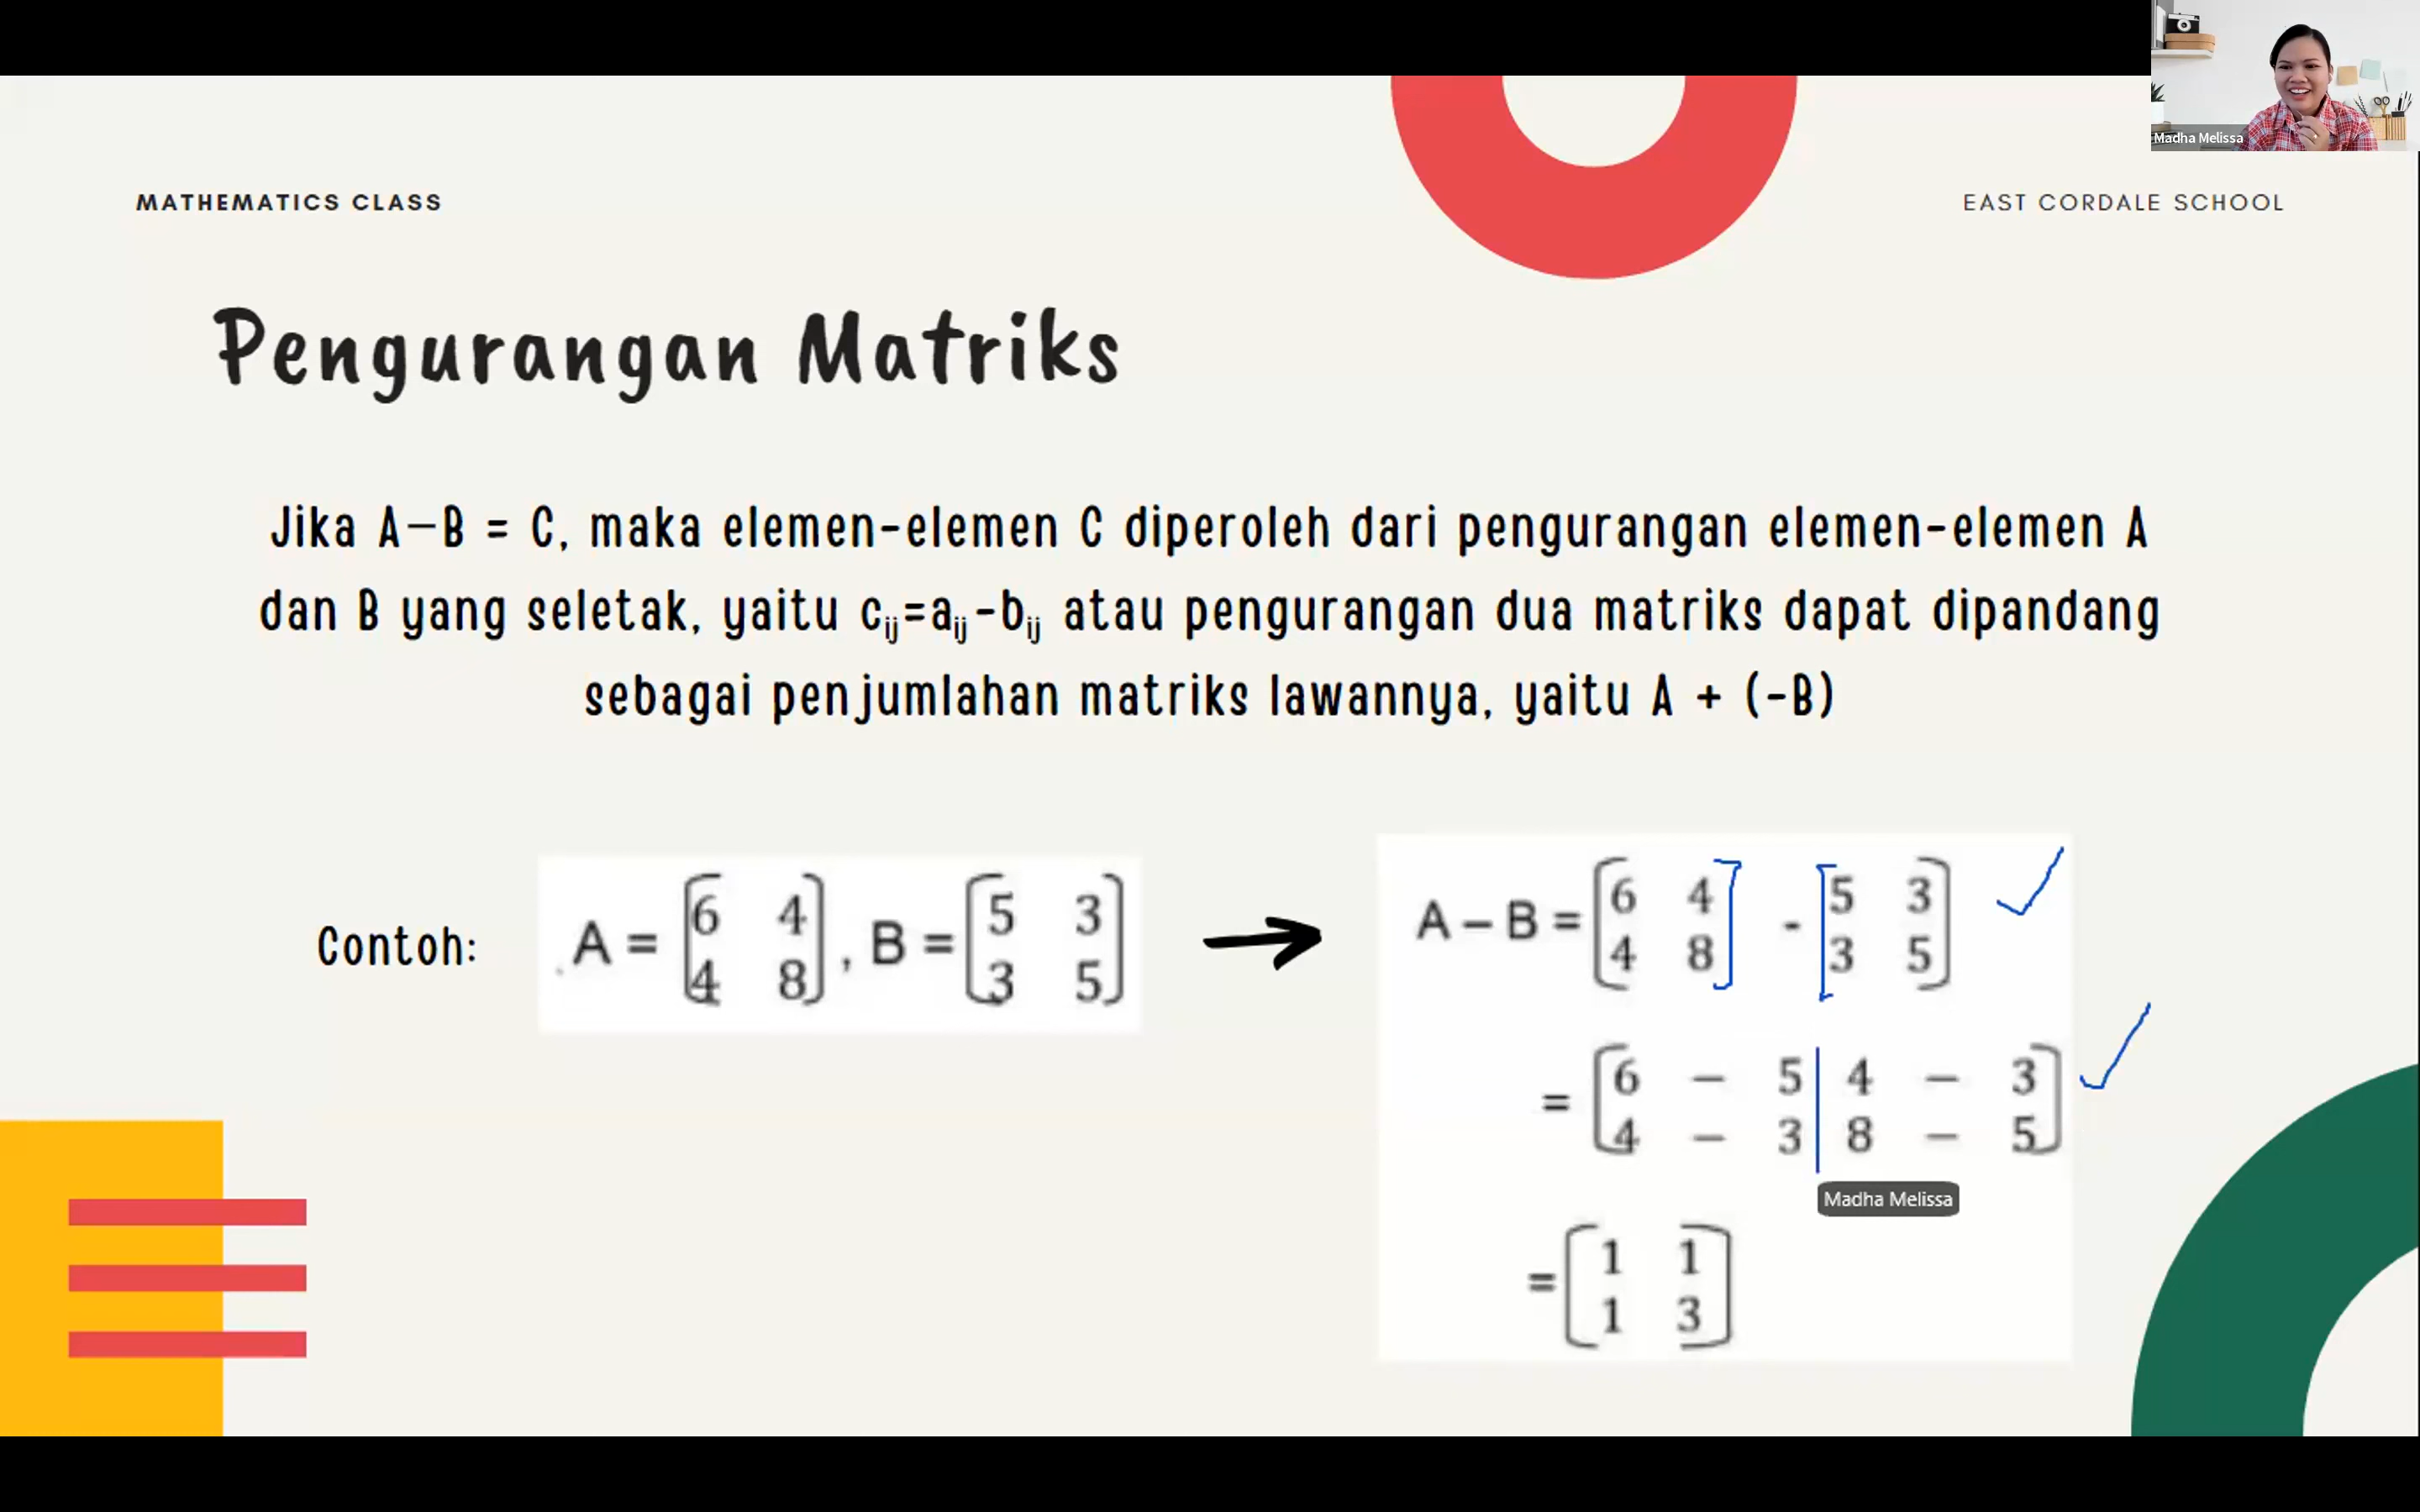 Madha Melissa
MATHEMATICS CLASS
EAST CORDALE SCHOOL
Pengurangan Matriks
Jika A-B = C, maka elemen-elemen C diperoleh dari pengurangan elemen-elemen A
dan B yang seletak, yaitu cᵢⱼ=aᵢⱼ-bᵢⱼ atau pengurangan dua matriks dapat dipandang
sebagai penjumlahan matriks lawannya, yaitu A + (-B)
Contoh:
A = [6 4
4 8], B = [5 3
3 5]
A – B = [6 4
4 8] - [5 3
3 5]
= [6 – 5 | 4 – 3
4 – 3 | 8 – 5]
Madha Melissa
= [1 1
1 3]